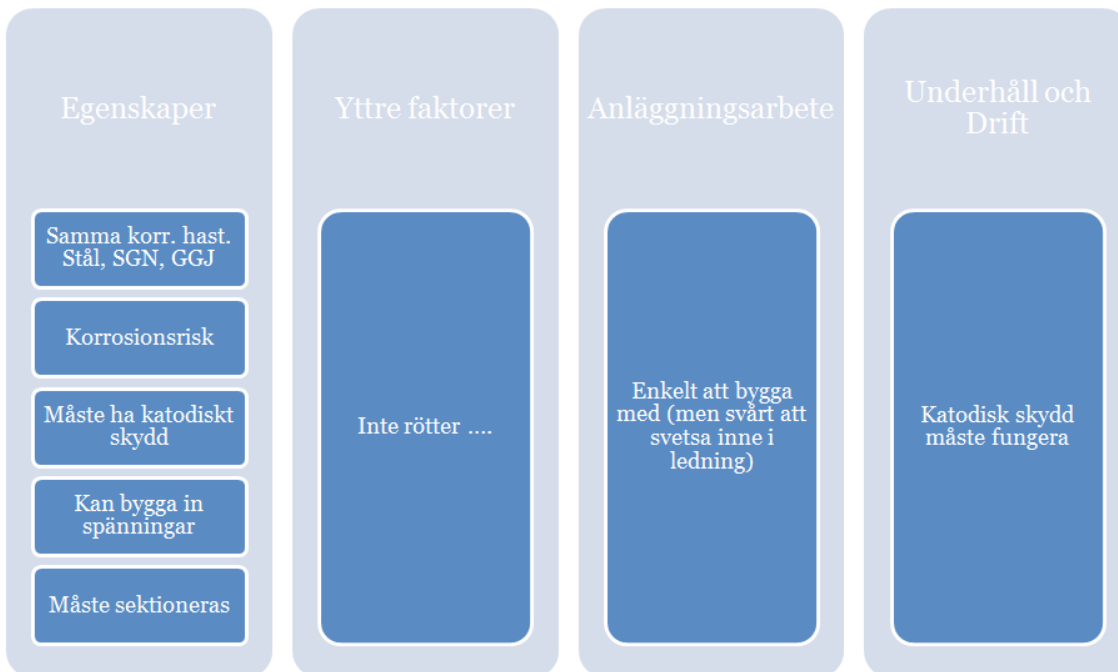 Egenskaper
Samma korr. hast.
Stål, SGN, GGJ
Korrosionsrisk
Måste ha katodiskt
skydd
Kan bygga in
spänningar
Måste sektioneras
Yttre faktorer
Inte rötter ....
Anläggningsarbete
Enkelt att bygga
med (men svårt att
svetsa inne i
ledning)
Underhåll och
Drift
Katodisk skydd
måste fungera